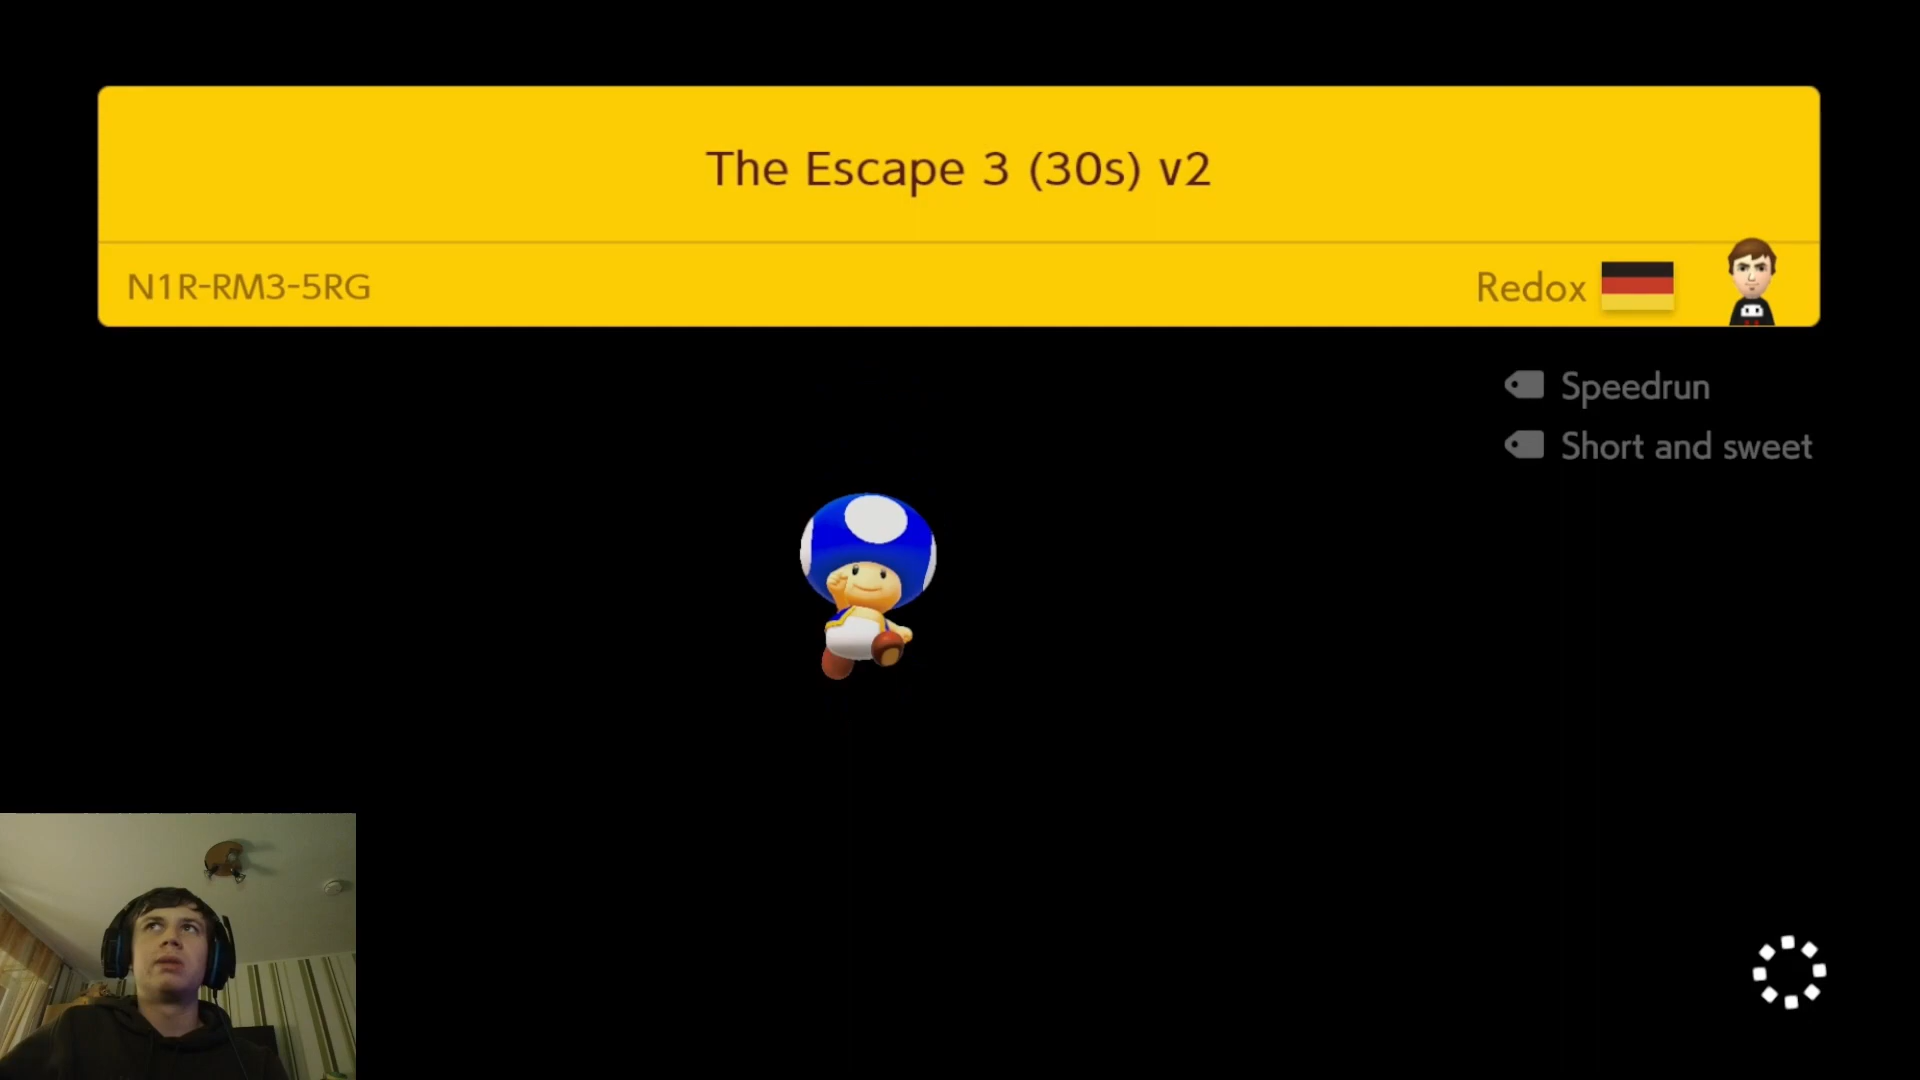 The Escape 3 (30s) v2
N1R-RM3-5RG
Redox
Speedrun
Short and sweet